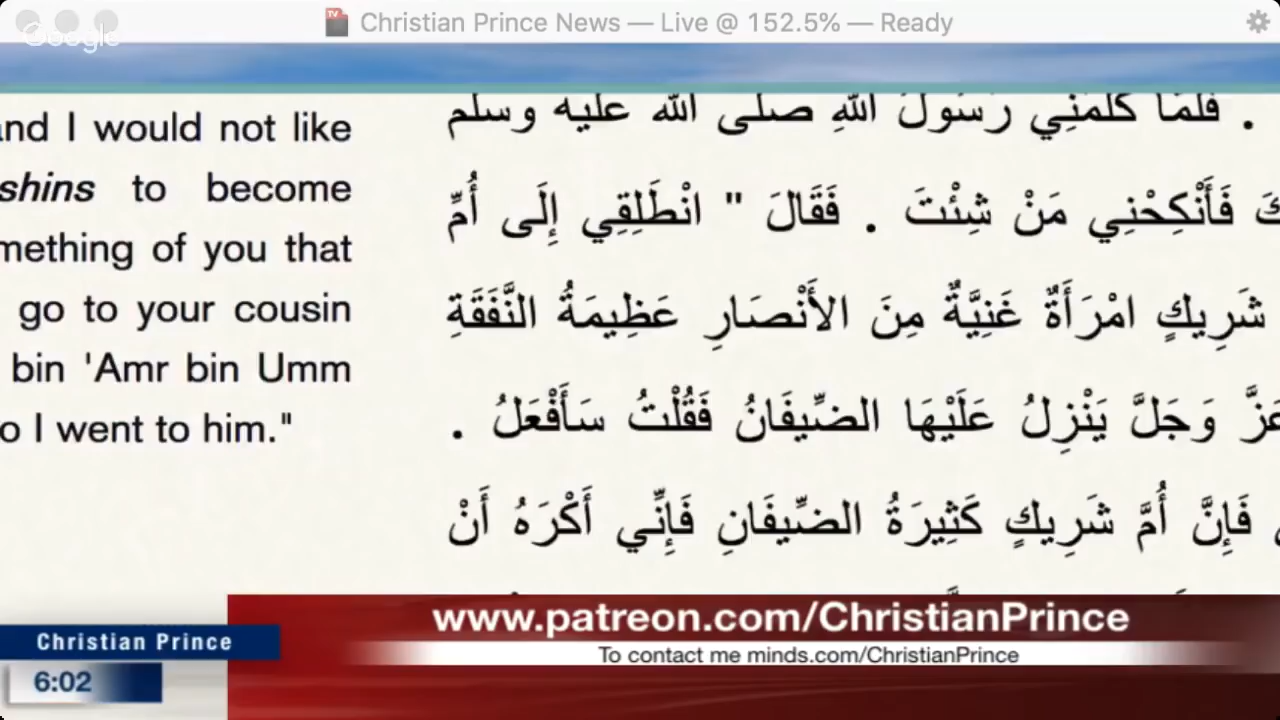 Google
Christian Prince News — Live @ 152.5% — Ready
and I would not like
shins to become
mething of you that
go to your cousin
bin 'Amr bin Umm
o I went to him."
. فَلَمَّا كَلَّمَنِي رَسُولُ اللَّهِ صلى الله عليه وسلم
كَ فَأَنْكِحْنِي مَنْ شِئْتَ . فَقَالَ " انْطَلِقِي إِلَى أُمِّ
شَرِيكٍ امْرَأَةٌ غَنِيَّةٌ مِنَ الأَنْصَارِ عَظِيمَةُ النَّفَقَةِ
عَزَّ وَجَلَّ يَنْزِلُ عَلَيْهَا الضِّيفَانُ فَقُلْتُ سَأَفْعَلُ .
فَإِنَّ أُمَّ شَرِيكٍ كَثِيرَةُ الضِّيفَانِ فَإِنِّي أَكْرَهُ أَنْ
www.patreon.com/ChristianPrince
To contact me minds.com/ChristianPrince
Christian Prince
6:02